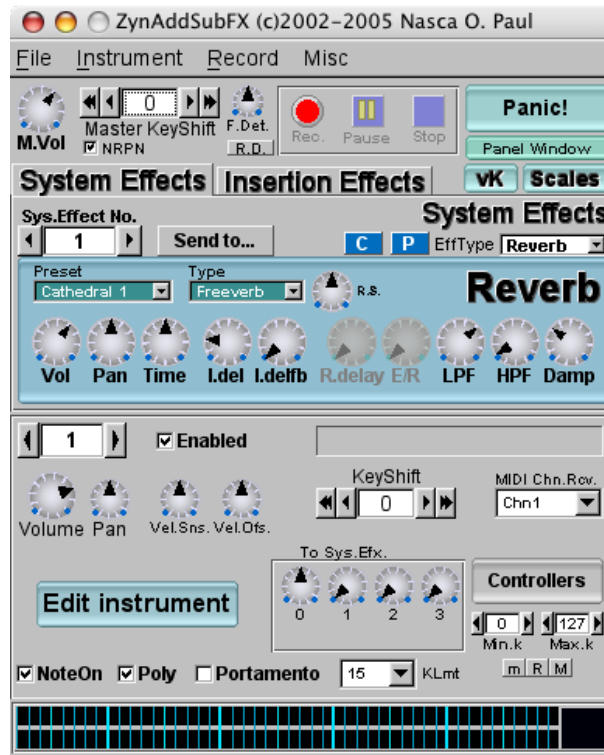 ZynAddSubFX (c)2002-2005 Nasca O. Paul
File Instrument Record Misc
M.Vol
0
Master KeyShift
NRPN
F.Det.
R.D.
Rec. Pause Stop
Panic!
Panel Window
System Effects Insertion Effects vK Scales
Sys.Effect No.
1
Send to...
System Effects
C P EffType Reverb
Preset
Cathedral 1
Type
Freeverb
R.S.
Reverb
Vol Pan Time I.del I.delfb R.delay E/R LPF HPF Damp
1
Enabled
Volume Pan Vel.Sns. Vel.Ofs.
KeyShift
0
MIDI Chn.Rcv.
Chn1
To Sys.Efx.
0 1 2 3
Edit instrument
Controllers
0 127
Min.k Max.k
NoteOn Poly Portamento 15 KLmt
m R M